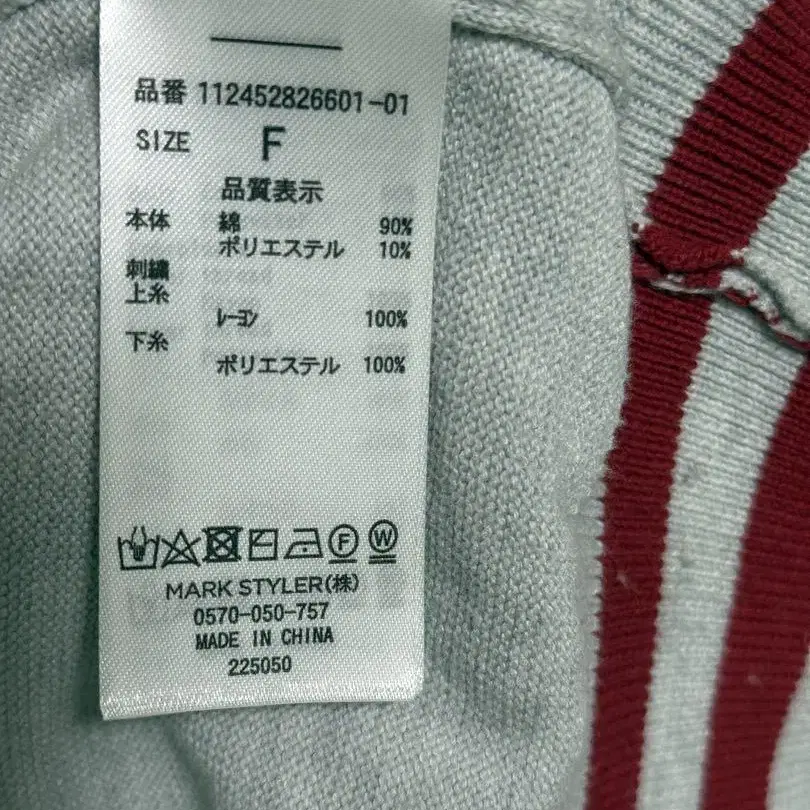 品番 112452826601-01
SIZE F
品質表示
本体 綿 90%
ポリエステル 10%
刺繍
上糸
レーヨン 100%
下糸
ポリエステル 100%
F W
MARK STYLER(株)
0570-050-757
MADE IN CHINA
225050